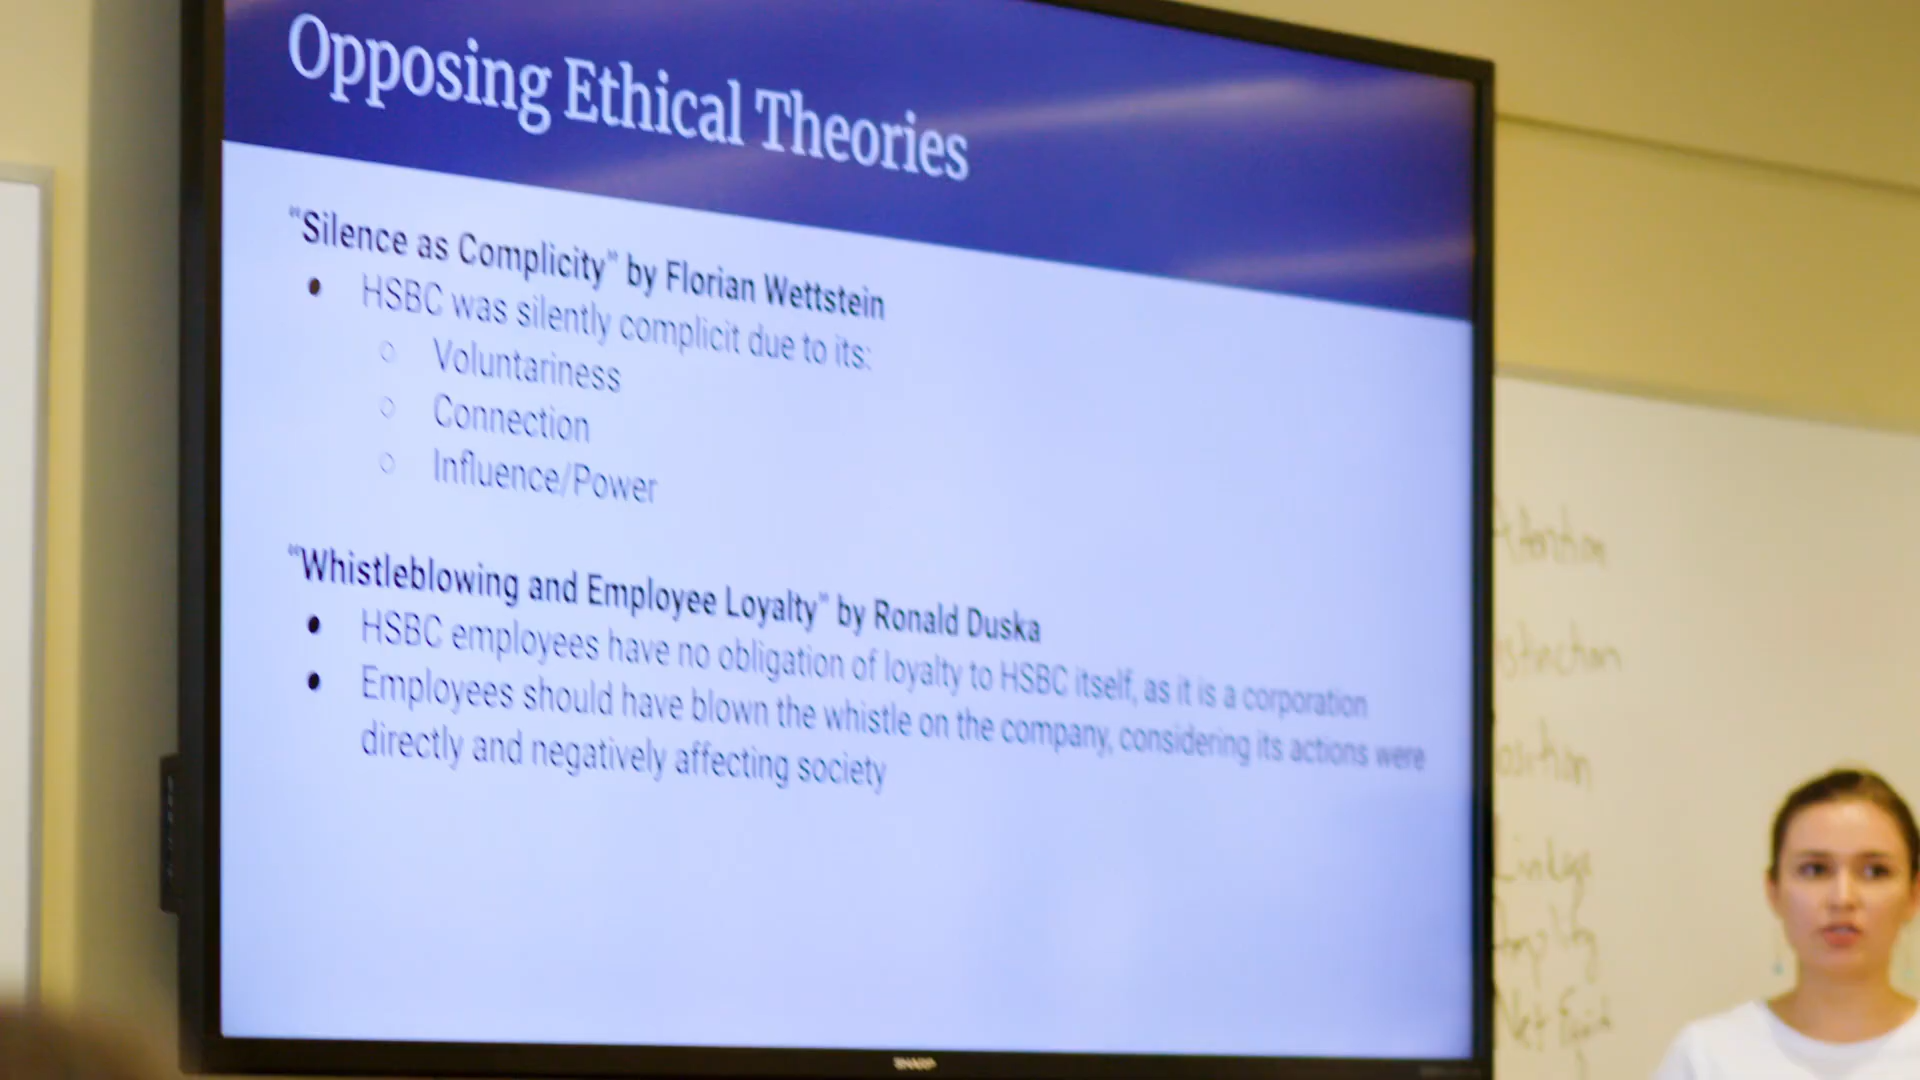 Opposing Ethical Theories
“Silence as Complicity” by Florian Wettstein
● HSBC was silently complicit due to its:
○ Voluntariness
○ Connection
○ Influence/Power
“Whistleblowing and Employee Loyalty” by Ronald Duska
● HSBC employees have no obligation of loyalty to HSBC itself, as it is a corporation
● Employees should have blown the whistle on the company, considering its actions were
directly and negatively affecting society
SHARP
Attention